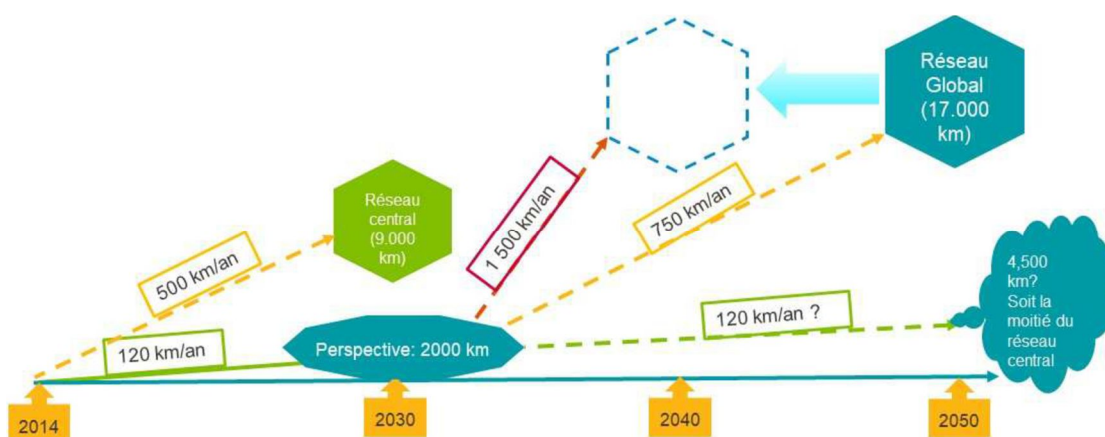 Réseau
Global
(17.000
km)
Réseau
central
(9.000
km)
1 500 km/an
750 km/an
500 km/an
4,500
km?
Soit la
moitié du
réseau
central
120 km/an ?
120 km/an
Perspective: 2000 km
2014
2030
2040
2050